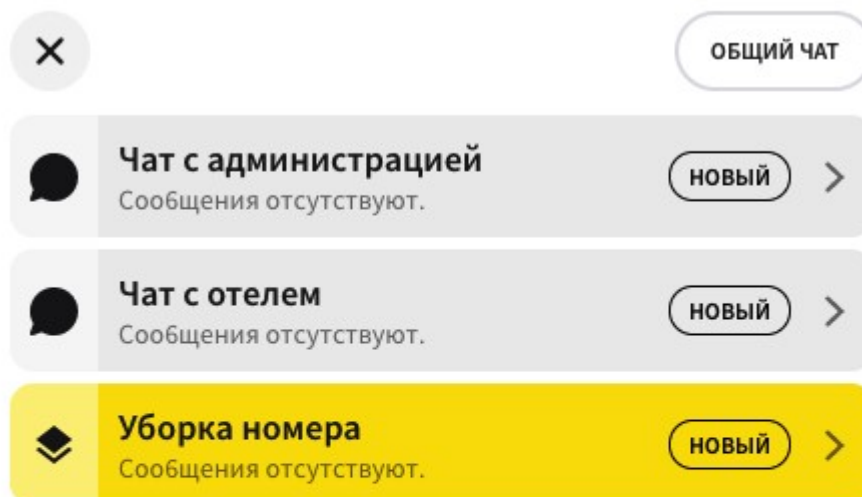 ОБЩИЙ ЧАТ
Чат с администрацией
Сообщения отсутствуют.
НОВЫЙ
Чат с отелем
Сообщения отсутствуют.
НОВЫЙ
Уборка номера
Сообщения отсутствуют.
НОВЫЙ